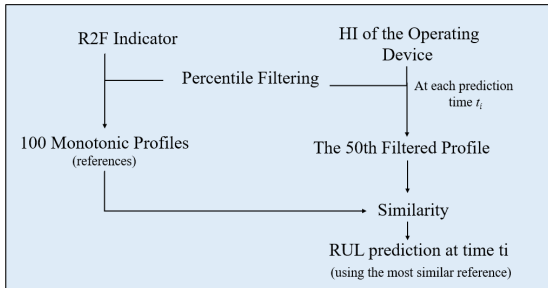 R2F Indicator
HI of the Operating
Device
Percentile Filtering
At each prediction
time ti
100 Monotonic Profiles
(references)
The 50th Filtered Profile
Similarity
RUL prediction at time ti
(using the most similar reference)